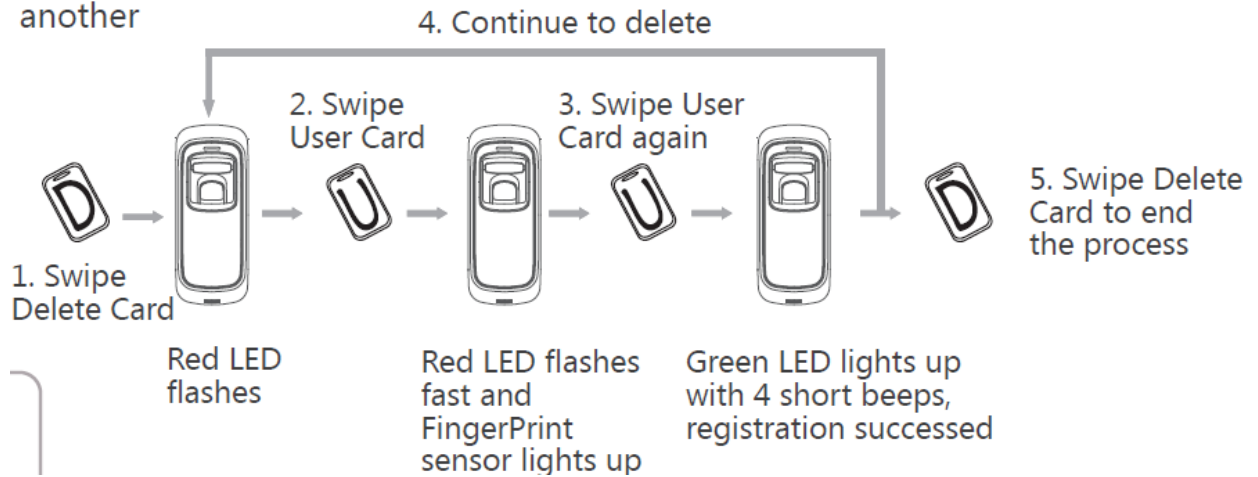 another
4. Continue to delete
2. Swipe
User Card
3. Swipe User
Card again
D
U
U
D
5. Swipe Delete
Card to end
the process
1. Swipe
Delete Card
Red LED
flashes
Red LED flashes
fast and
FingerPrint
sensor lights up
Green LED lights up
with 4 short beeps,
registration successed